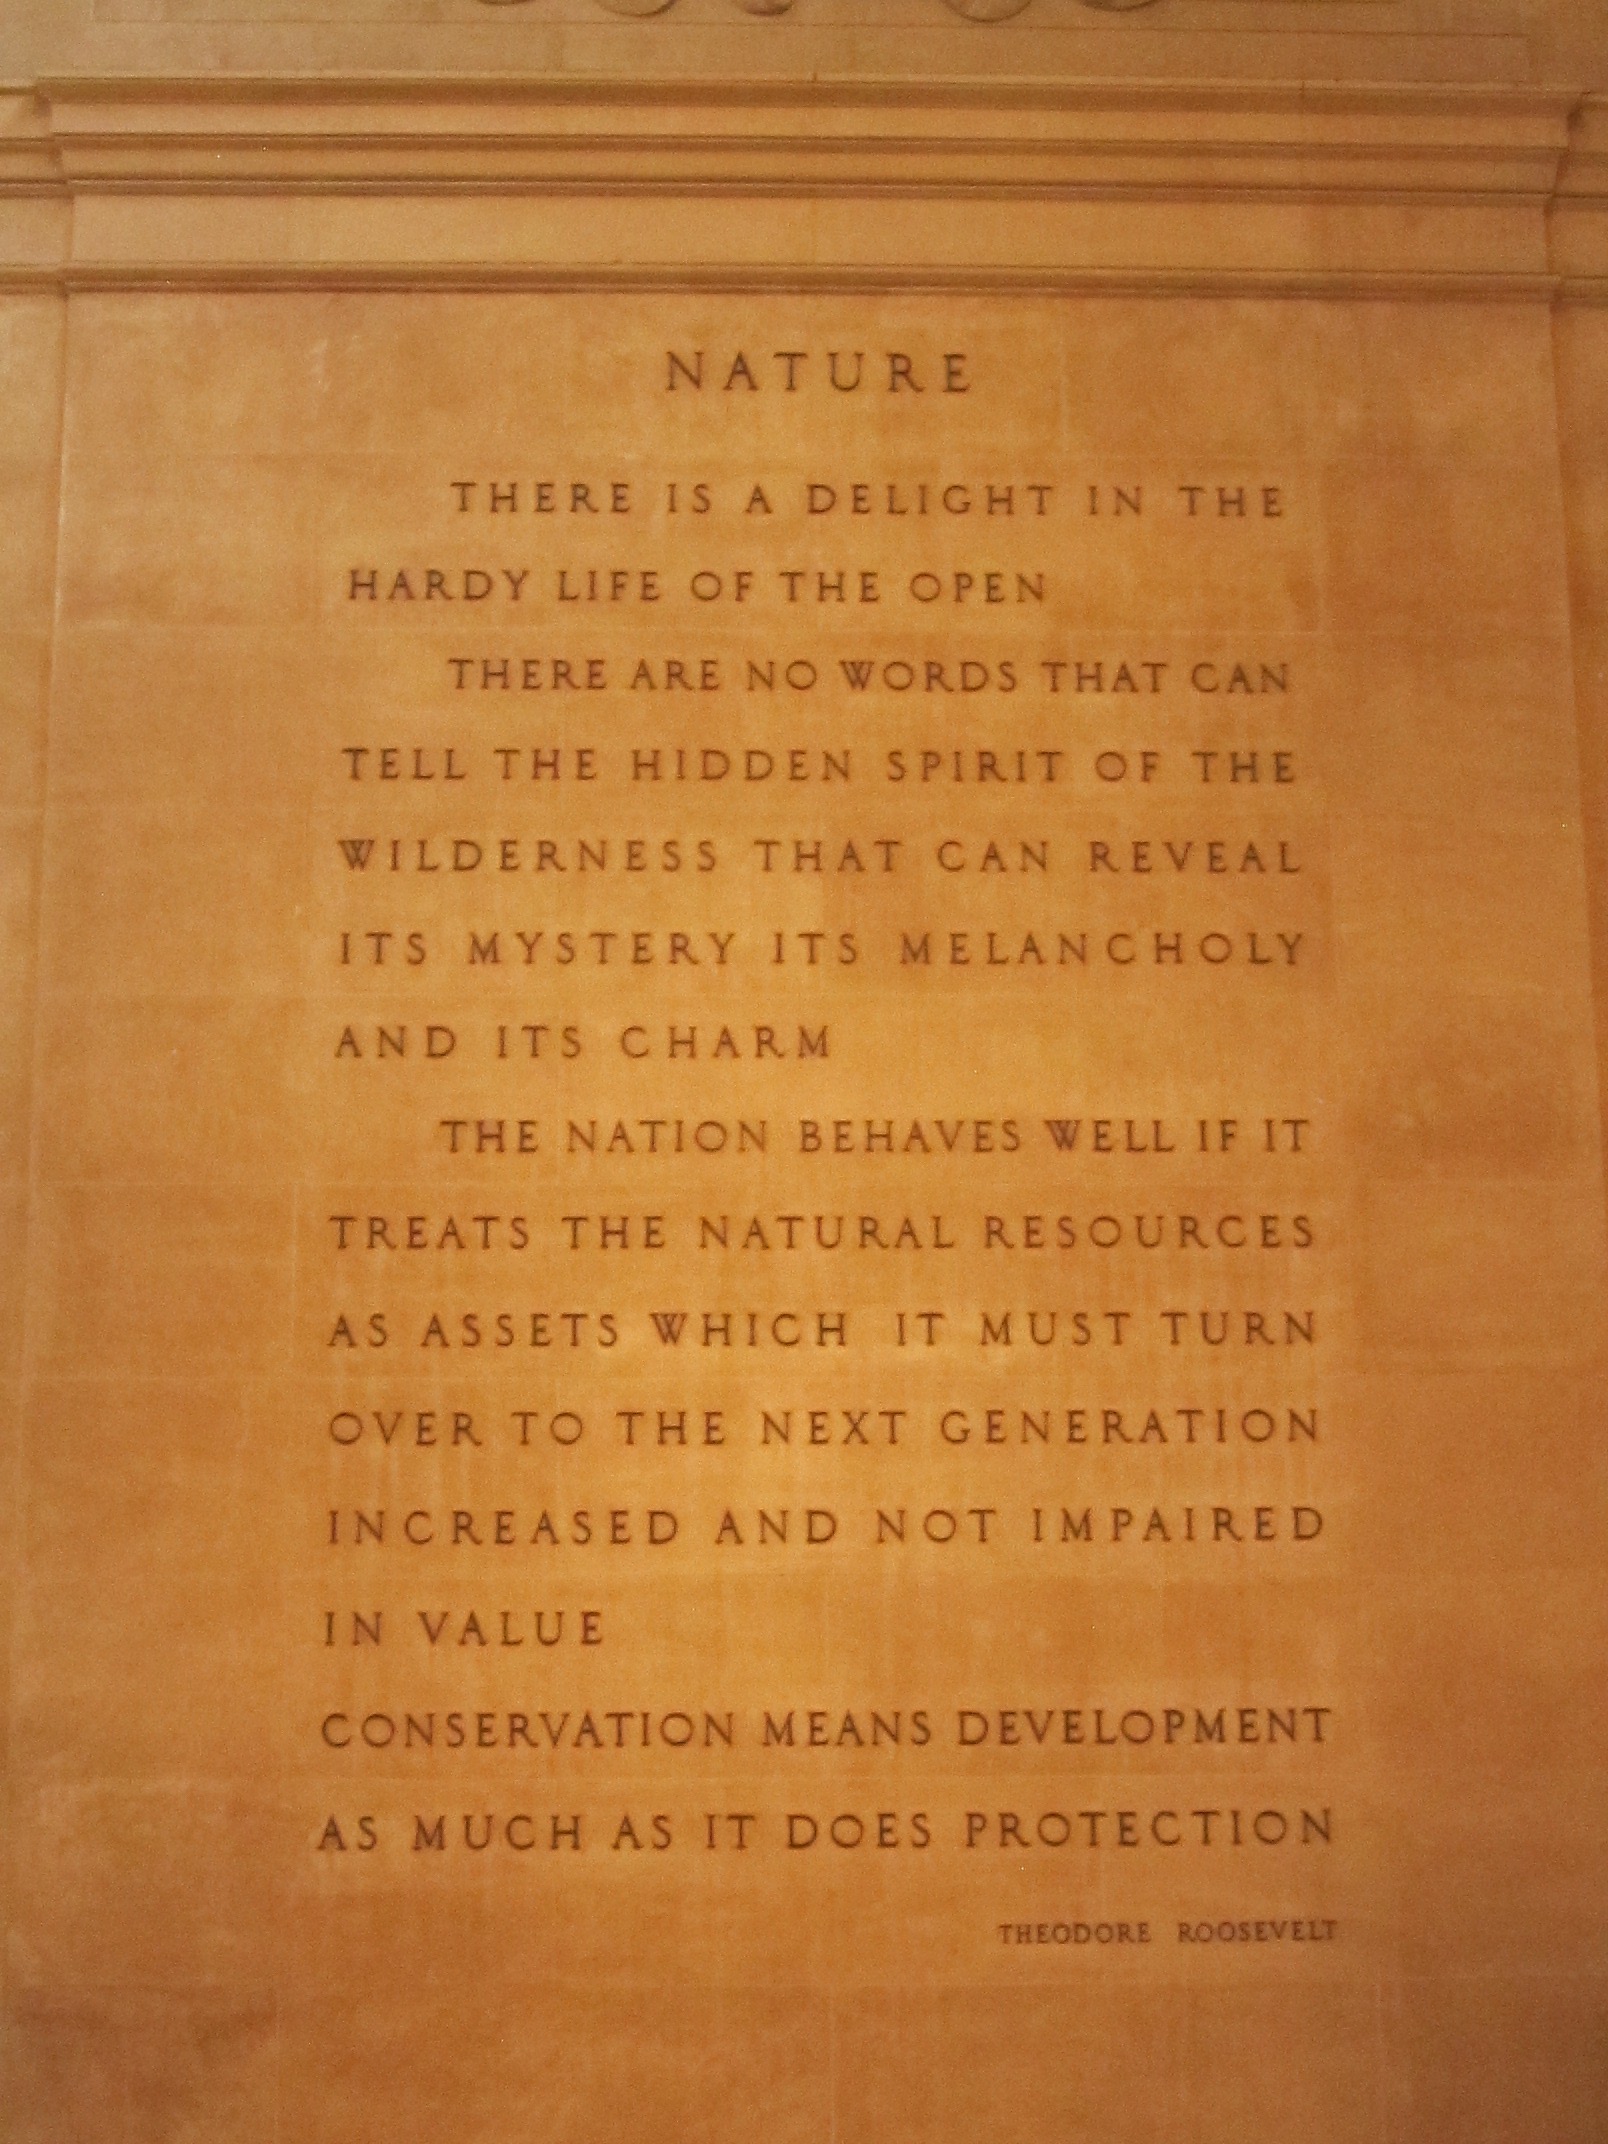 NATURE
THERE IS A DELIGHT IN THE
HARDY LIFE OF THE OPEN
THERE ARE NO WORDS THAT CAN
TELL THE HIDDEN SPIRIT OF THE
WILDERNESS THAT CAN REVEAL
ITS MYSTERY ITS MELANCHOLY
AND ITS CHARM
THE NATION BEHAVES WELL IF IT
TREATS THE NATURAL RESOURCES
AS ASSETS WHICH IT MUST TURN
OVER TO THE NEXT GENERATION
INCREASED AND NOT IMPAIRED
IN VALUE
CONSERVATION MEANS DEVELOPMENT
AS MUCH AS IT DOES PROTECTION
THEODORE ROOSEVELT